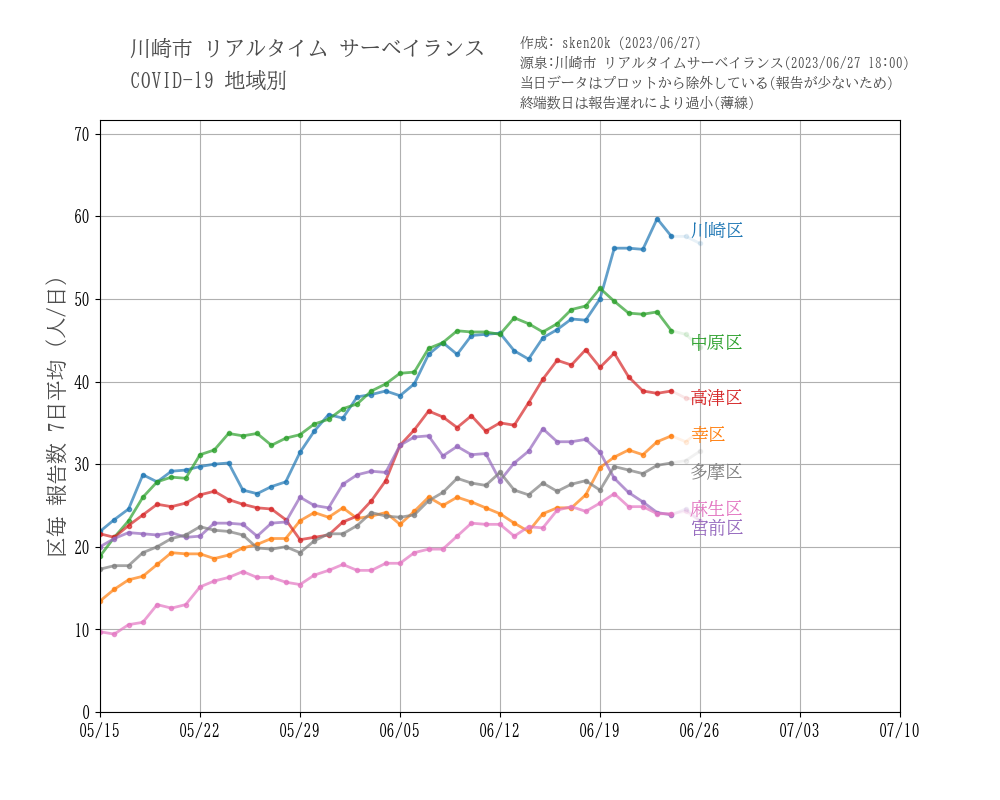 川崎市 リアルタイム サーベイランス
COVID-19 地域別
作成: sken20k (2023/06/27)
源泉:川崎市 リアルタイムサーベイランス(2023/06/27 18:00)
当日データはプロットから除外している(報告が少ないため)
終端数日は報告遅れにより過小(薄線)
区毎 報告数 7日平均 (人/日)
70
60
50
40
30
20
10
0
川崎区
中原区
高津区
幸区
多摩区
麻生区
宮前区
05/15
05/22
05/29
06/05
06/12
06/19
06/26
07/03
07/10